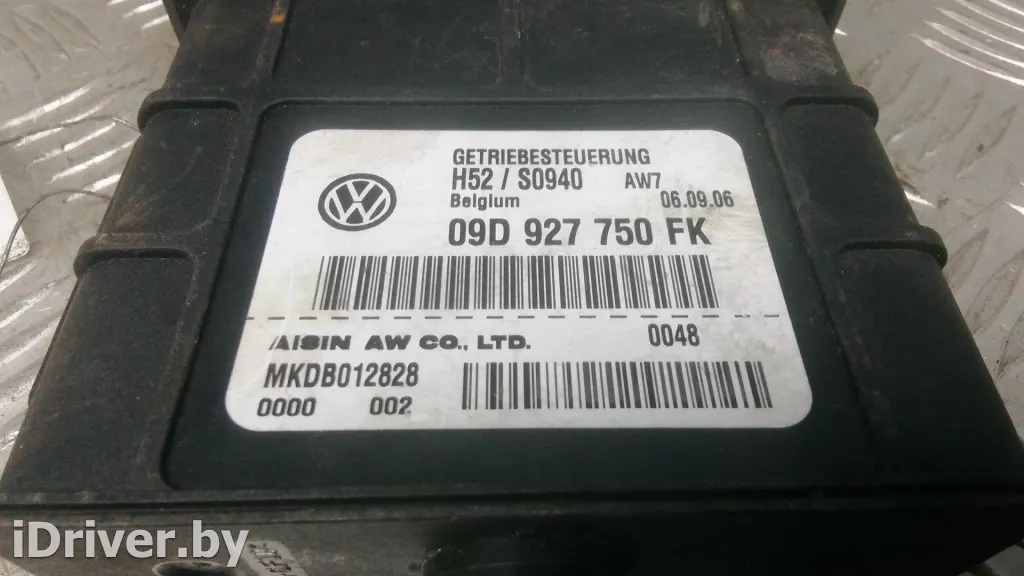 GETRIEBESTEUERUNG
H52 / S0940 AW7
Belgium 06.09.06
09D 927 750 FK
AISIN AW CO., LTD. 0048
MKDB012828
0000 002
iDriver.by